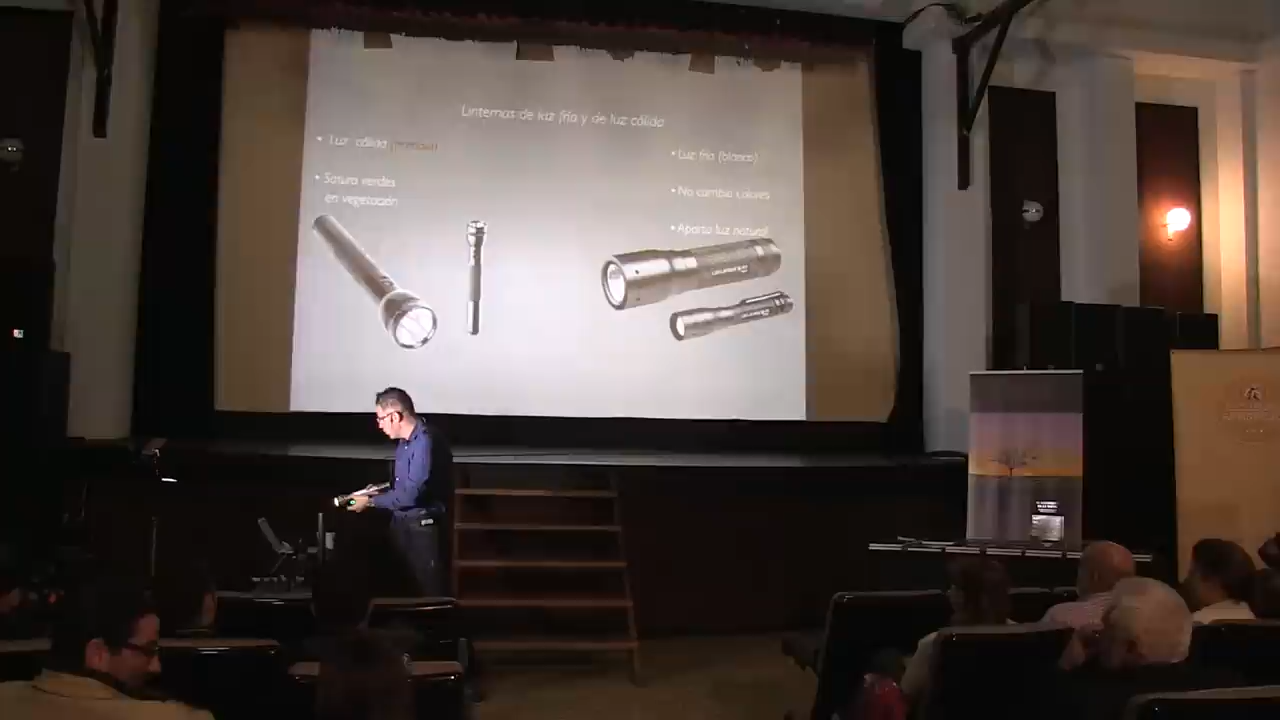 Linternas de luz fría y de luz cálida
• Luz cálida
• Satura verdes
en vegetación
• Luz fría (blanco)
• No cambia colores
• Aporta luz natural